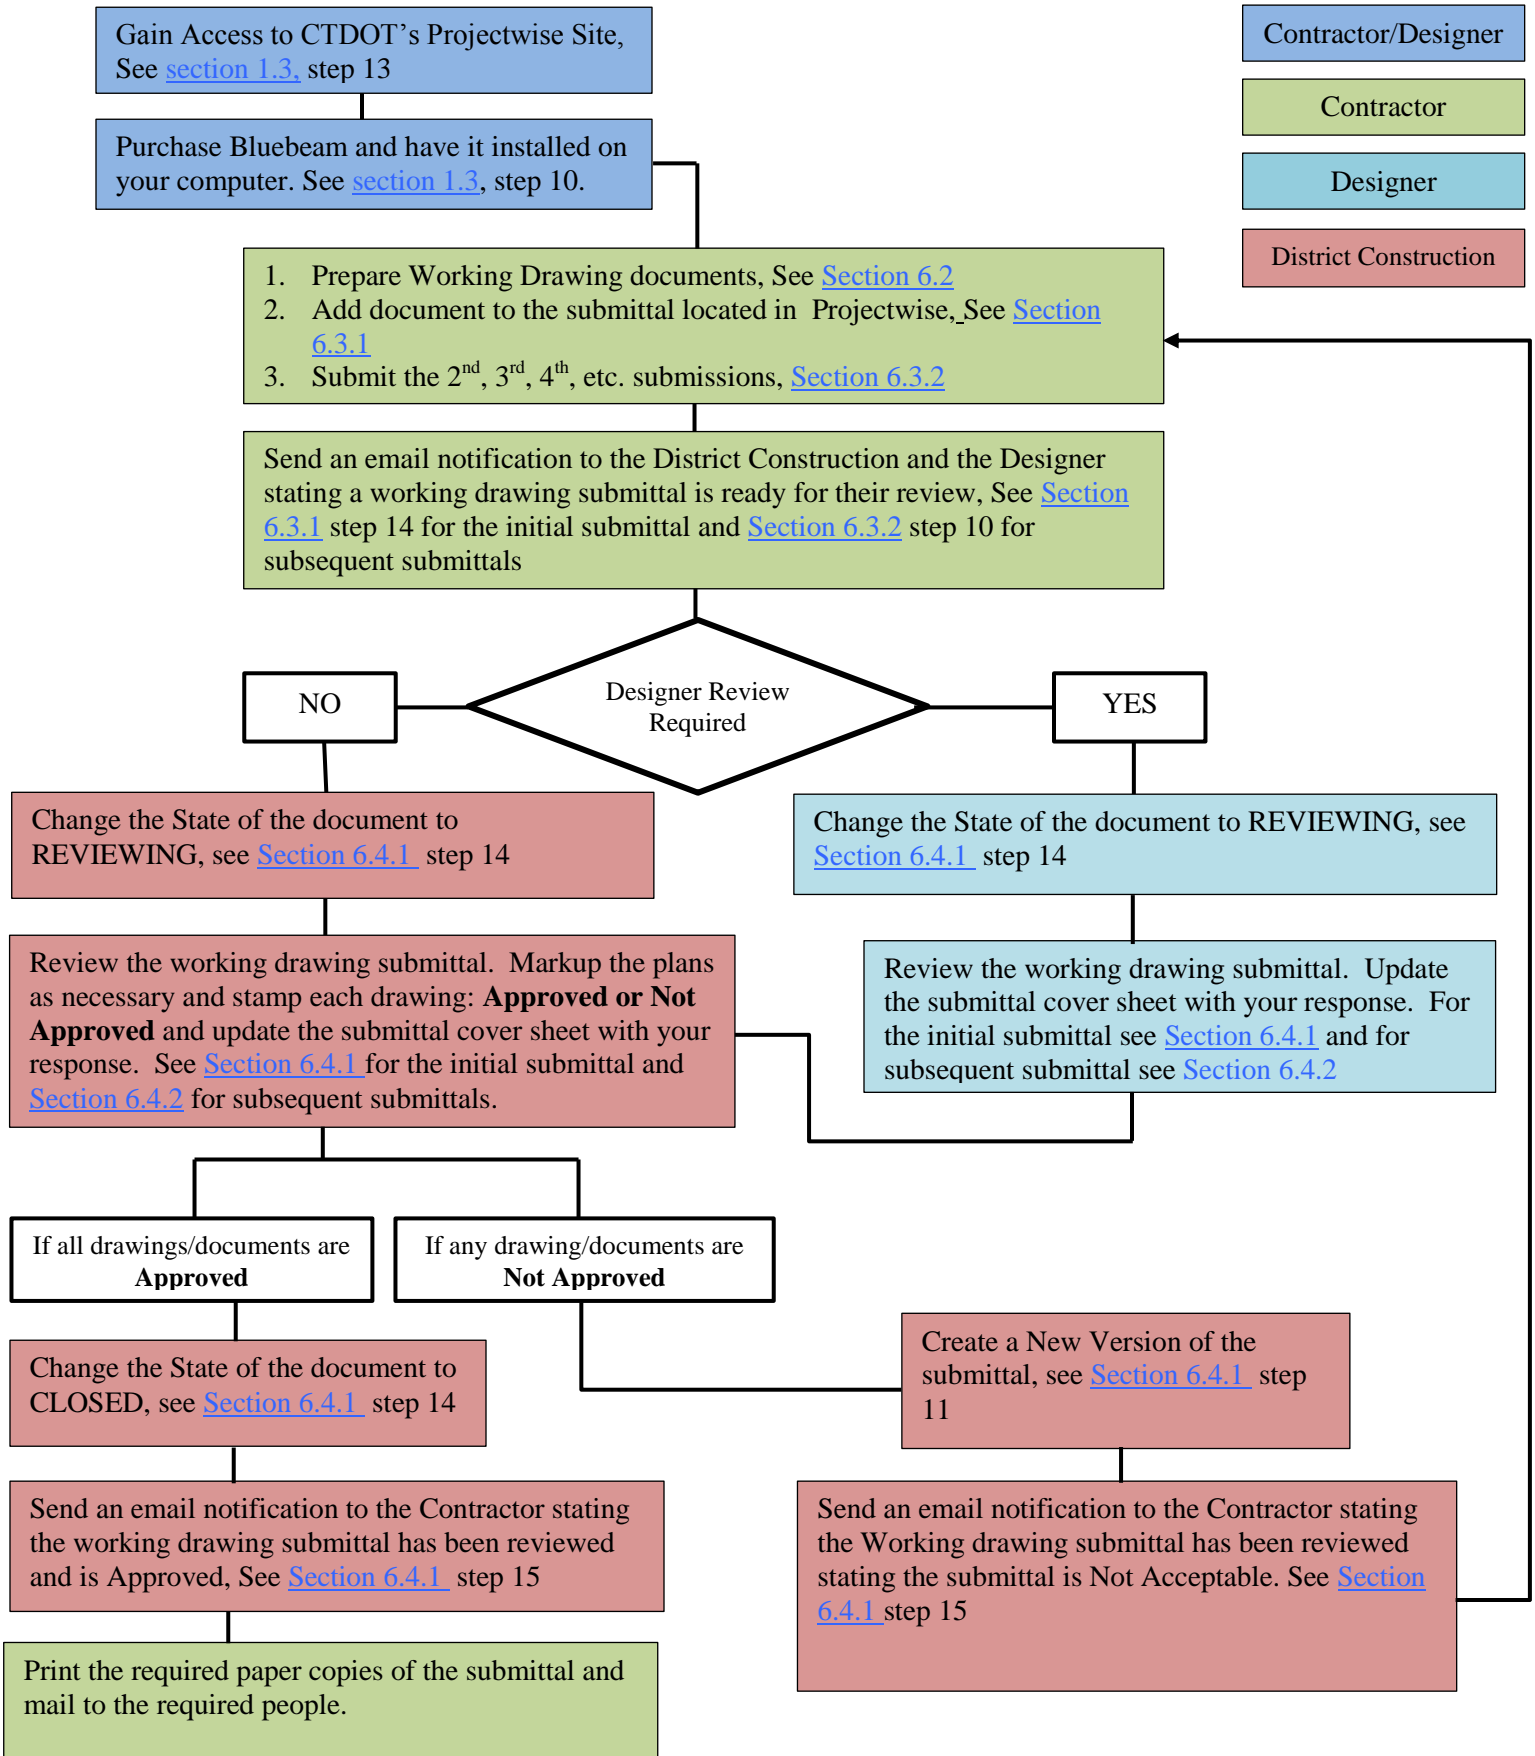 Gain Access to CTDOT’s Projectwise Site,
See section 1.3, step 13
Purchase Bluebeam and have it installed on
your computer. See section 1.3, step 10.
Contractor/Designer
Contractor
Designer
District Construction
1. Prepare Working Drawing documents, See Section 6.2
2. Add document to the submittal located in Projectwise, See Section
6.3.1
3. Submit the 2nd, 3rd, 4th, etc. submissions, Section 6.3.2
Send an email notification to the District Construction and the Designer
stating a working drawing submittal is ready for their review, See Section
6.3.1 step 14 for the initial submittal and Section 6.3.2 step 10 for
subsequent submittals
Designer Review
Required
NO
YES
Change the State of the document to
REVIEWING, see Section 6.4.1 step 14
Change the State of the document to REVIEWING, see
Section 6.4.1 step 14
Review the working drawing submittal. Markup the plans
as necessary and stamp each drawing: Approved or Not
Approved and update the submittal cover sheet with your
response. See Section 6.4.1 for the initial submittal and
Section 6.4.2 for subsequent submittals.
Review the working drawing submittal. Update
the submittal cover sheet with your response. For
the initial submittal see Section 6.4.1 and for
subsequent submittal see Section 6.4.2
If all drawings/documents are
Approved
If any drawing/documents are
Not Approved
Change the State of the document to
CLOSED, see Section 6.4.1 step 14
Create a New Version of the
submittal, see Section 6.4.1 step
11
Send an email notification to the Contractor stating
the working drawing submittal has been reviewed
and is Approved, See Section 6.4.1 step 15
Send an email notification to the Contractor stating
the Working drawing submittal has been reviewed
stating the submittal is Not Acceptable. See Section
6.4.1 step 15
Print the required paper copies of the submittal and
mail to the required people.